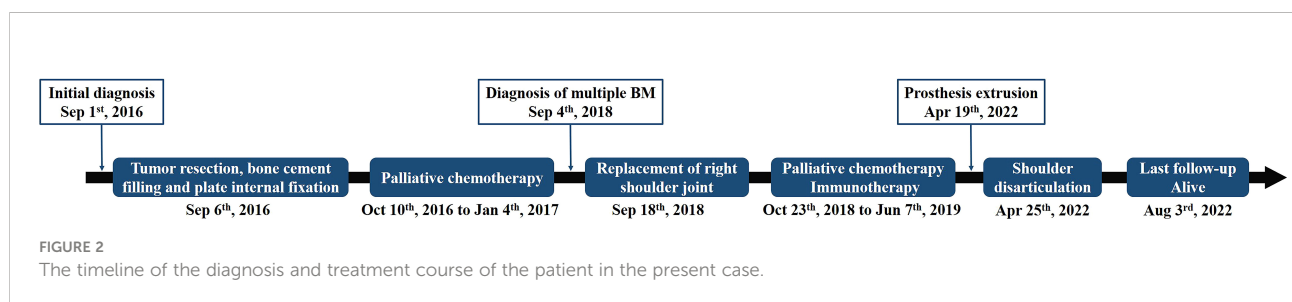 Initial diagnosis
Sep 1st, 2016
Diagnosis of multiple BM
Sep 4th, 2018
Prosthesis extrusion
Apr 19th, 2022
Tumor resection, bone cement
filling and plate internal fixation
Sep 6th, 2016
Palliative chemotherapy
Oct 10th, 2016 to Jan 4th, 2017
Replacement of right
shoulder joint
Sep 18th, 2018
Palliative chemotherapy
Immunotherapy
Oct 23th, 2018 to Jun 7th, 2019
Shoulder
disarticulation
Apr 25th, 2022
Last follow-up
Alive
Aug 3rd, 2022
FIGURE 2
The timeline of the diagnosis and treatment course of the patient in the present case.